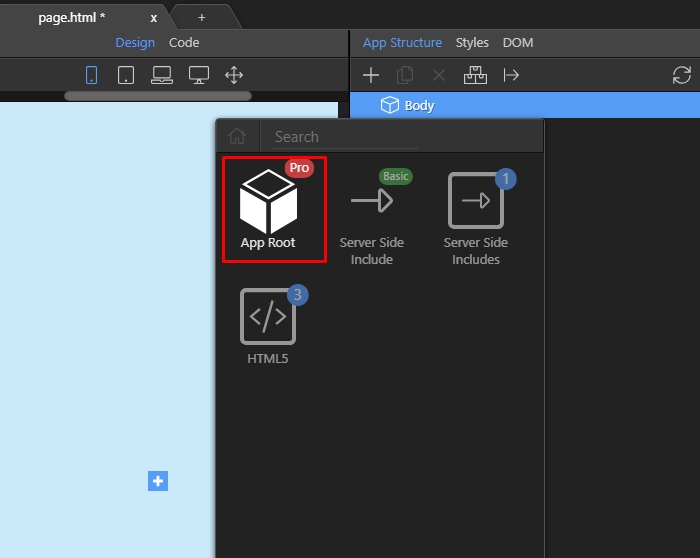 page.html * x +
Design Code
App Structure Styles DOM
Body
Search
Pro
App Root
Basic
Server Side
Include
1
Server Side
Includes
3
HTML5